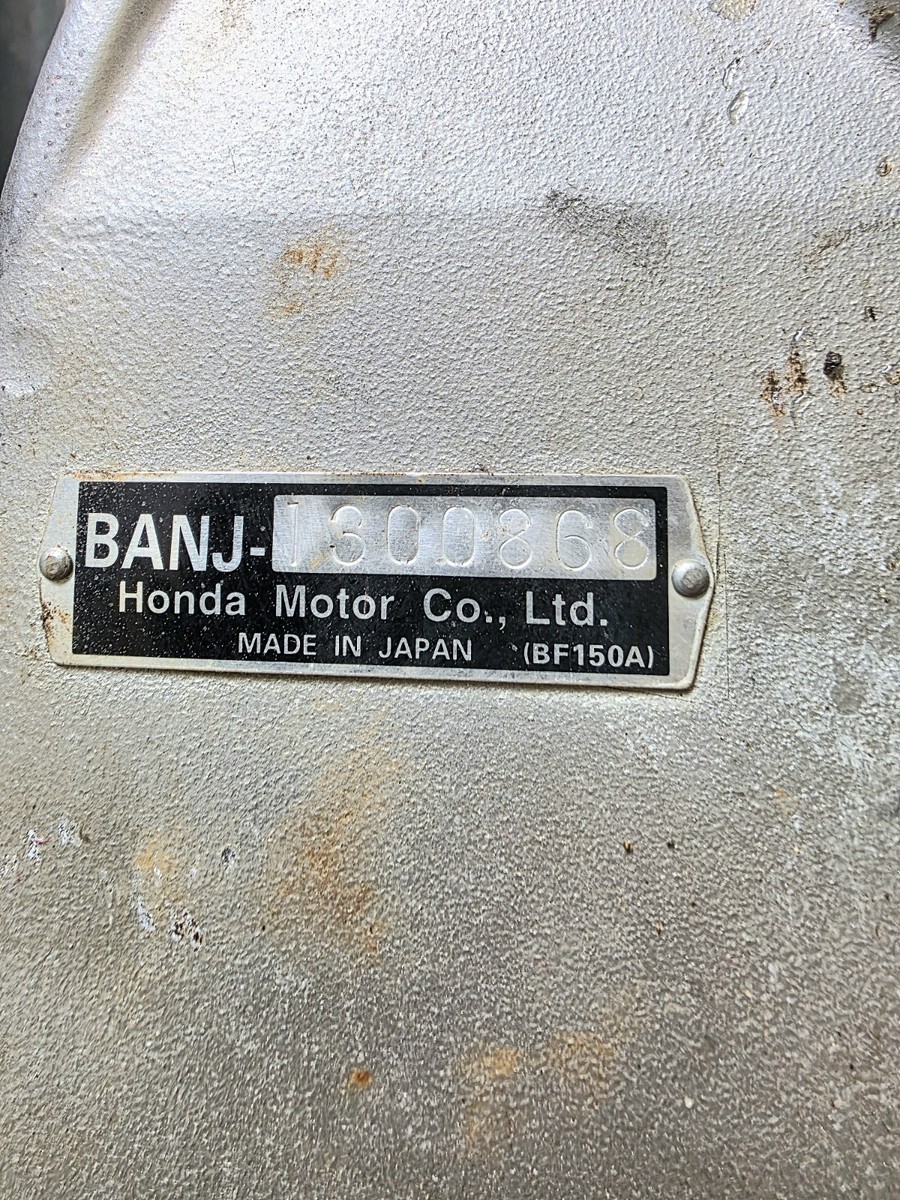 BANJ-1300868
Honda Motor Co., Ltd.
MADE IN JAPAN (BF150A)